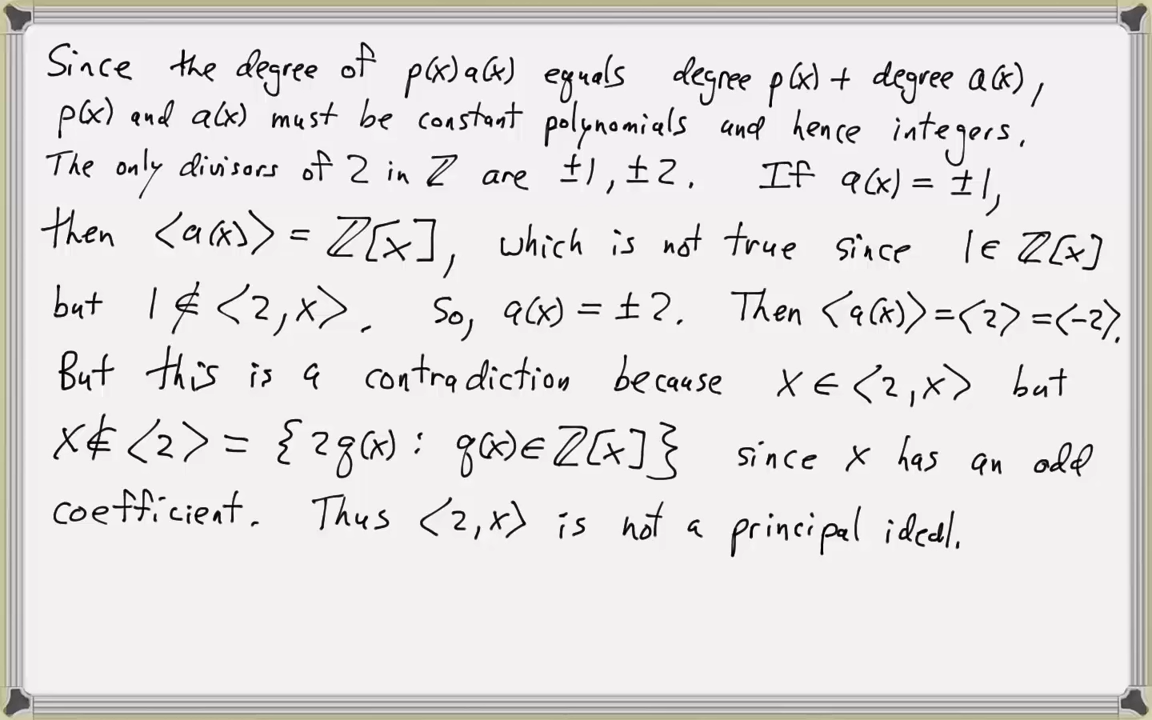 Since the degree of p(x)a(x) equals degree p(x) + degree a(x),
p(x) and a(x) must be constant polynomials and hence integers.
The only divisors of 2 in ℤ are ±1, ±2. If a(x) = ±1,
then ⟨a(x)⟩ = ℤ[x], which is not true since 1 ∈ ℤ[x]
but 1 ∉ ⟨2, x⟩. So, a(x) = ±2. Then ⟨a(x)⟩ = ⟨2⟩ = ⟨-2⟩.
But this is a contradiction because x ∈ ⟨2, x⟩ but
x ∉ ⟨2⟩ = {2q(x) : q(x) ∈ ℤ[x]} since x has an odd
coefficient. Thus ⟨2, x⟩ is not a principal ideal.